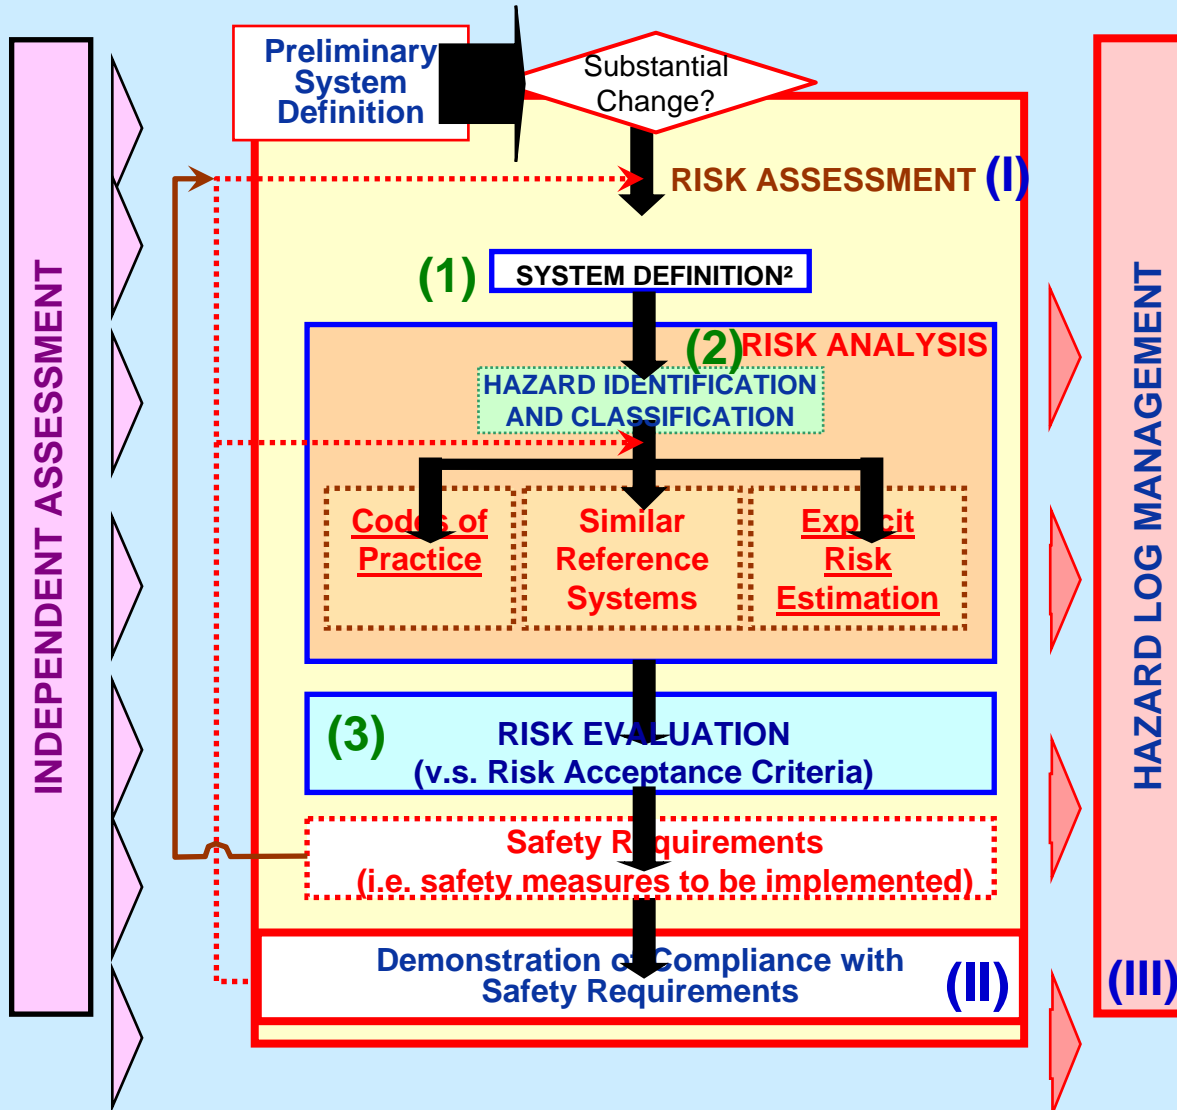 Preliminary
System
Definition
Substantial
Change?
RISK ASSESSMENT (I)
(1)
SYSTEM DEFINITION²
(2) RISK ANALYSIS
HAZARD IDENTIFICATION
AND CLASSIFICATION
Codes of
Practice
Similar
Reference
Systems
Explicit
Risk
Estimation
(3)
RISK EVALUATION
(v.s. Risk Acceptance Criteria)
Safety Requirements
(i.e. safety measures to be implemented)
Demonstration of Compliance with
Safety Requirements
(II)
INDEPENDENT ASSESSMENT
HAZARD LOG MANAGEMENT
(III)